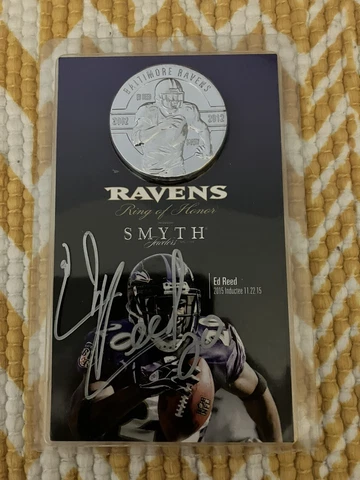 BALTIMORE RAVENS
2002
2012
RAVENS
Ring of Honor
SMYTH
Jewelers
Ed Reed
2015 Inductee 11.22.15